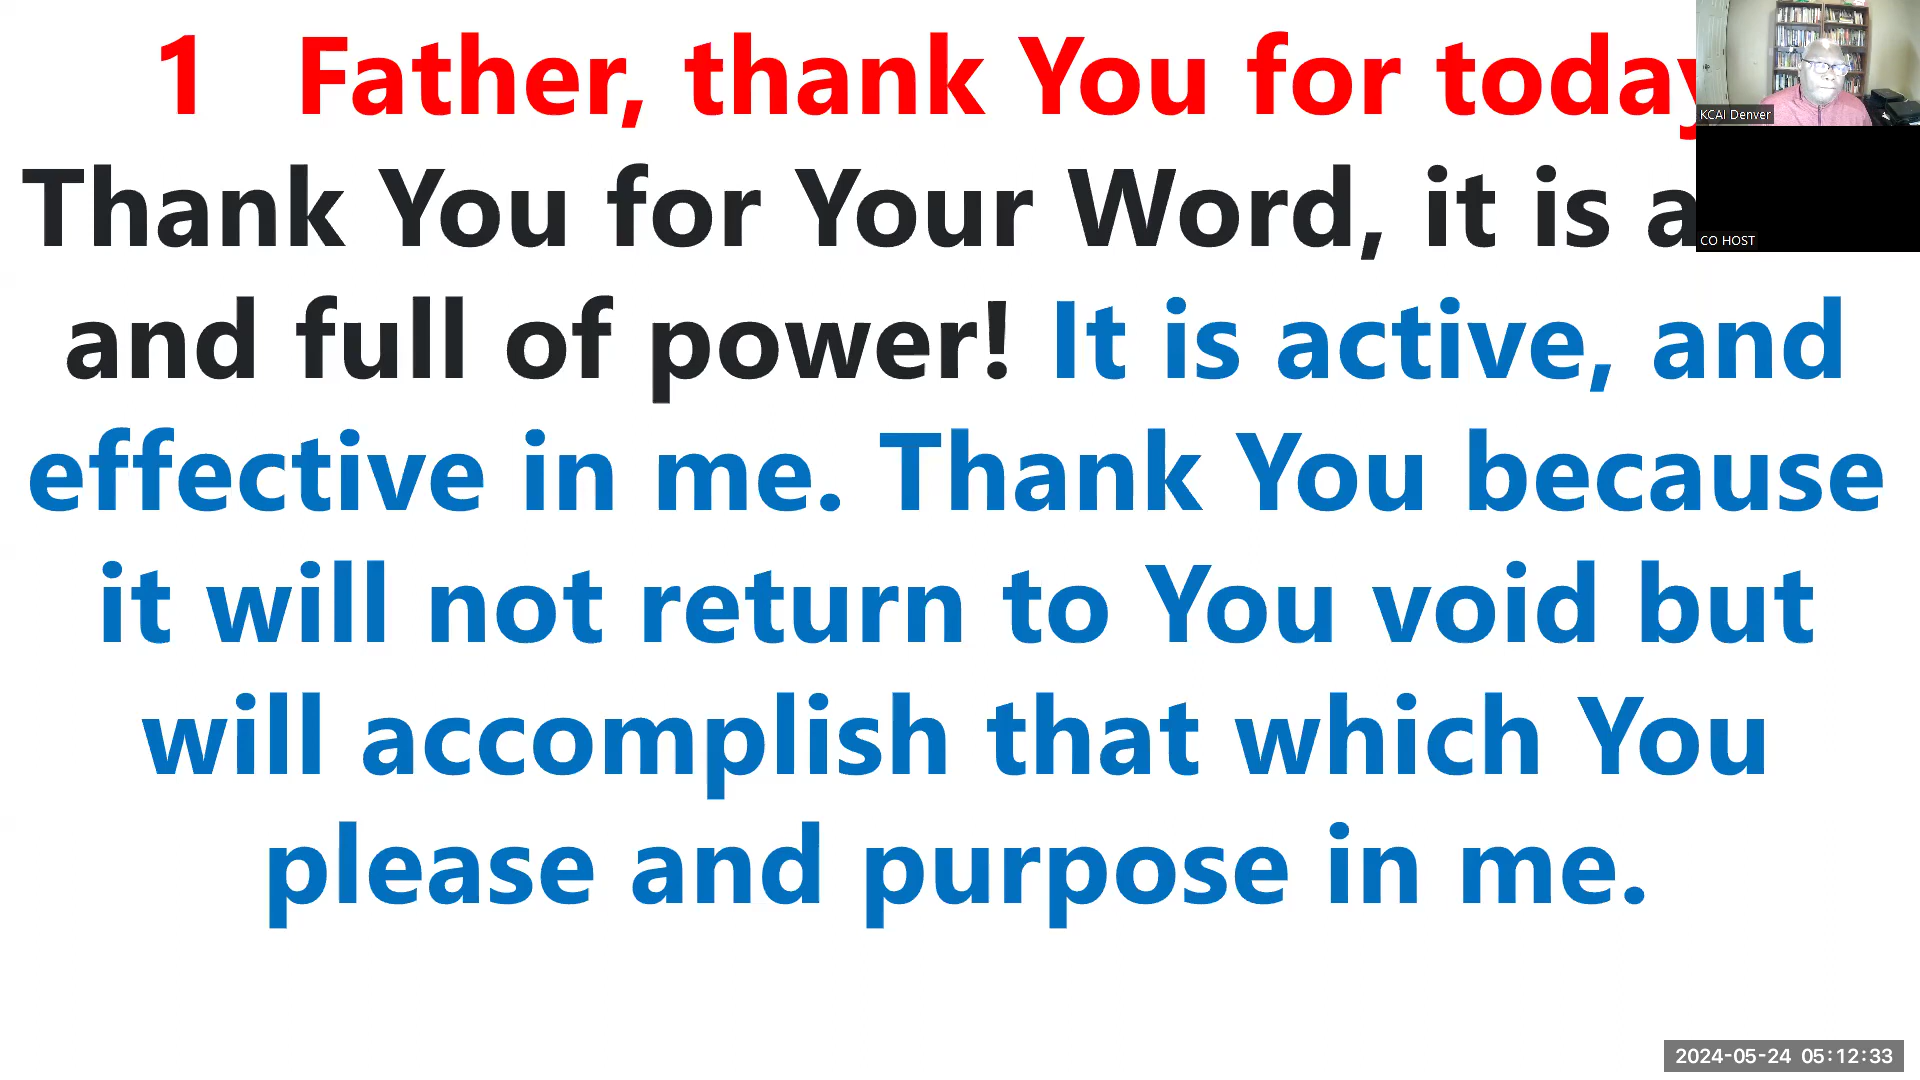 1 Father, thank You for today
Thank You for Your Word, it is
and full of power! It is active, and
effective in me. Thank You because
it will not return to You void but
will accomplish that which You
please and purpose in me.
KCAI Denver
CO HOST
2024-05-24 05:12:33